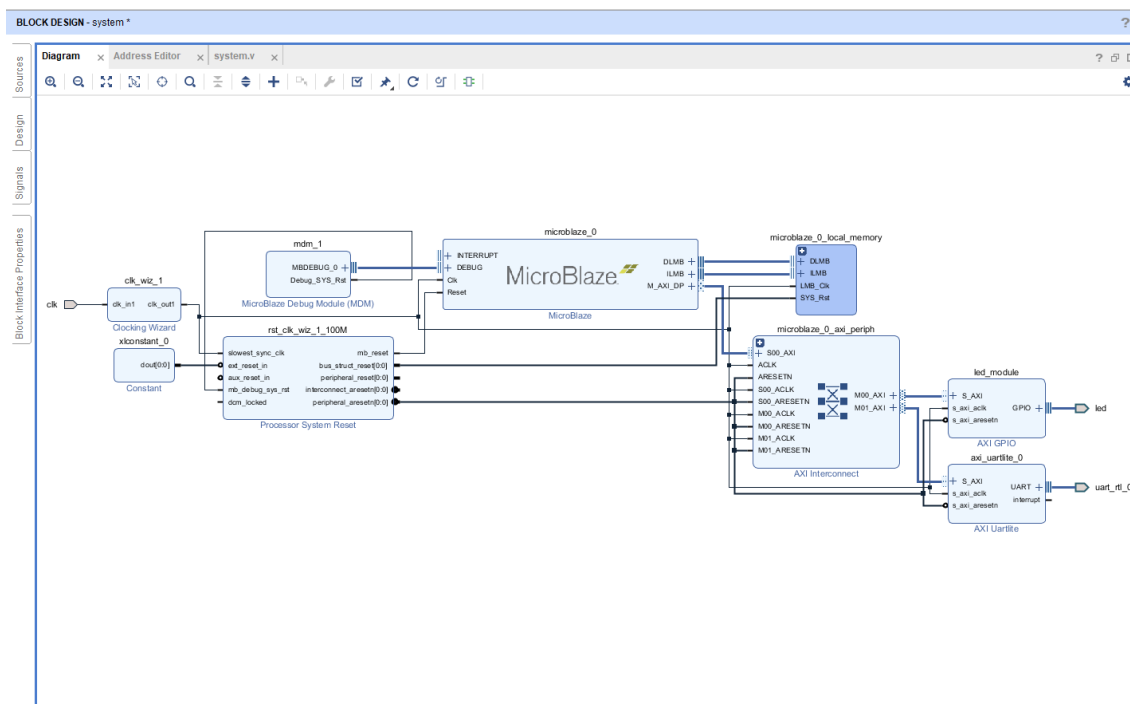 BLOCK DESIGN - system *
?
Sources
Design
Signals
Block Interface Properties
Diagram × Address Editor × system.v ×
?
clk
clk_wiz_1
clk_in1 clk_out1
Clocking Wizard
xlconstant_0
dout[0:0]
Constant
mdm_1
MBDEBUG_0
Debug_SYS_Rst
MicroBlaze Debug Module (MDM)
rst_clk_wiz_1_100M
slowest_sync_clk mb_reset
ext_reset_in bus_struct_reset[0:0]
aux_reset_in peripheral_reset[0:0]
mb_debug_sys_rst interconnect_aresetn[0:0]
dcm_locked peripheral_aresetn[0:0]
Processor System Reset
microblaze_0
INTERRUPT
DEBUG
Clk
Reset
MicroBlaze
DLMB
ILMB
M_AXI_DP
MicroBlaze
microblaze_0_local_memory
DLMB
ILMB
LMB_Clk
SYS_Rst
microblaze_0_axi_periph
S00_AXI
ACLK
ARESETN
S00_ACLK
S00_ARESETN
M00_ACLK
M00_ARESETN
M01_ACLK
M01_ARESETN
M00_AXI
M01_AXI
AXI Interconnect
led_module
S_AXI
s_axi_aclk
s_axi_aresetn
GPIO
AXI GPIO
led
axi_uartlite_0
S_AXI
s_axi_aclk
s_axi_aresetn
UART
interrupt
AXI Uartlite
uart_rtl_0